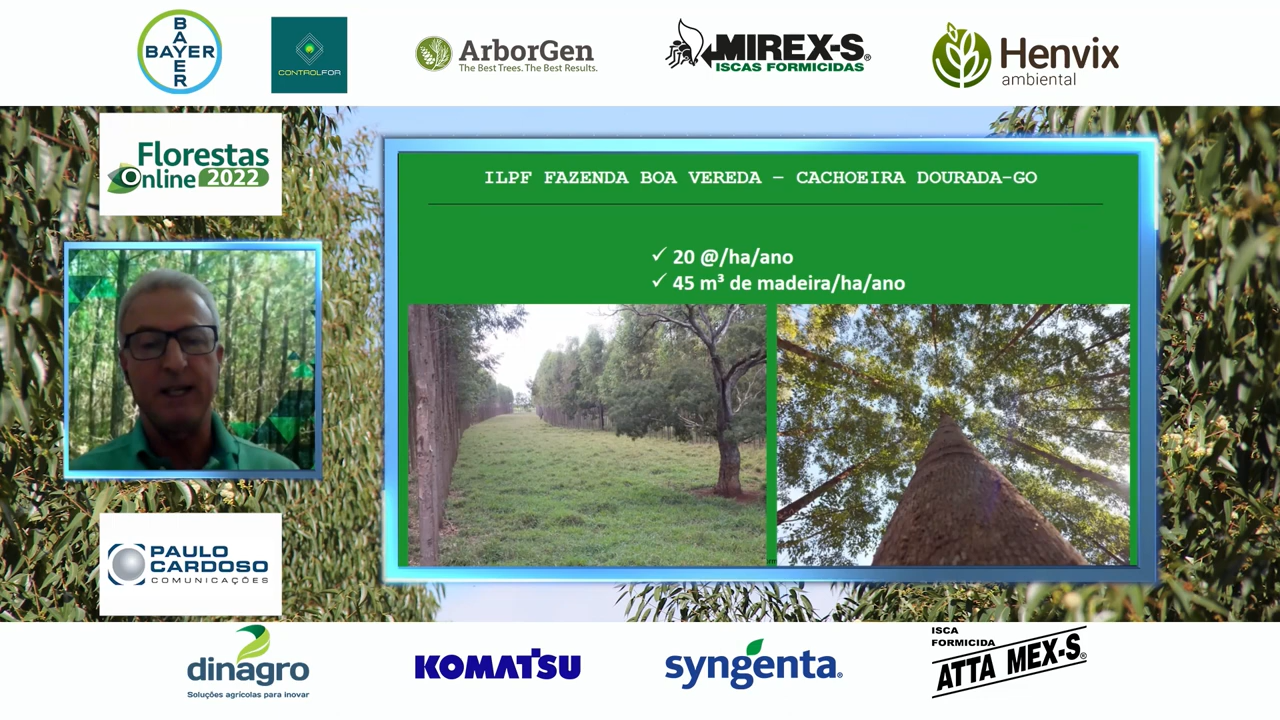 BAYER
BAYER
CONTROLFOR
ArborGen
The Best Trees. The Best Results.
MIREX-S®
ISCAS FORMICIDAS
Henvix
ambiental
Florestas
Online 2022
ILPF FAZENDA BOA VEREDA – CACHOEIRA DOURADA-GO
✓ 20 @/ha/ano
✓ 45 m³ de madeira/ha/ano
PAULO
CARDOSO
COMUNICAÇÕES
dinagro
Soluções agrícolas para inovar
KOMATSU
syngenta®
ISCA
FORMICIDA
ATTA MEX-S®